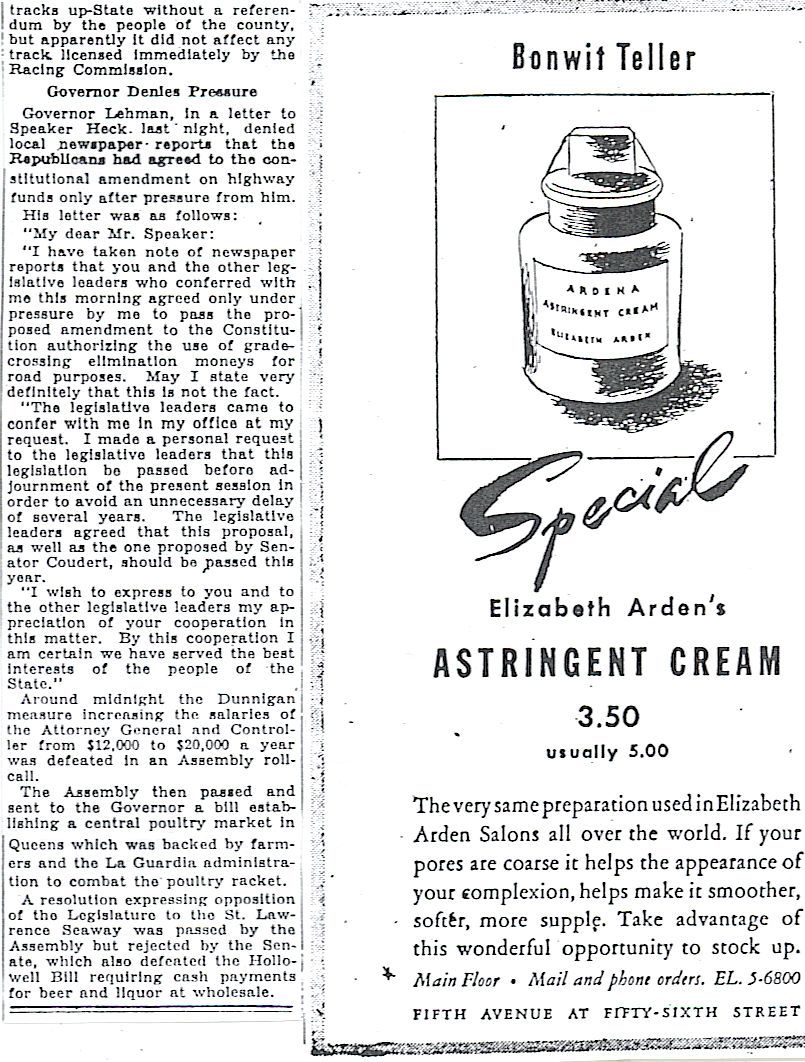 tracks up-State without a referen-
dum by the people of the county,
but apparently it did not affect any
track licensed immediately by the
Racing Commission.
Governor Denies Pressure
Governor Lehman, in a letter to
Speaker Heck last night, denied
local newspaper reports that the
Republicans had agreed to the con-
stitutional amendment on highway
funds only after pressure from him.
His letter was as follows:
"My dear Mr. Speaker:
"I have taken note of newspaper
reports that you and the other leg-
islative leaders who conferred with
me this morning agreed only under
pressure by me to pass the pro-
posed amendment to the Constitu-
tion authorizing the use of grade-
crossing elimination moneys for
road purposes. May I state very
definitely that this is not the fact.
"The legislative leaders came to
confer with me in my office at my
request. I made a personal request
to the legislative leaders that this
legislation be passed before ad-
journment of the present session in
order to avoid an unnecessary delay
of several years. The legislative
leaders agreed that this proposal,
as well as the one proposed by Sen-
ator Coudert, should be passed this
year.
"I wish to express to you and to
the other legislative leaders my ap-
preciation of your cooperation in
this matter. By this cooperation I
am certain we have served the best
interests of the people of the
State."
Around midnight the Dunnigan
measure increasing the salaries of
the Attorney General and Control-
ler from $12,000 to $20,000 a year
was defeated in an Assembly roll-
call.
The Assembly then passed and
sent to the Governor a bill estab-
lishing a central poultry market in
Queens which was backed by farm-
ers and the La Guardia administra-
tion to combat the poultry racket.
A resolution expressing opposition
of the Legislature to the St. Law-
rence Seaway was passed by the
Assembly but rejected by the Sen-
ate, which also defeated the Hollo-
well Bill requiring cash payments
for beer and liquor at wholesale.
Bonwit Teller
ARDENA
ASTRINGENT CREAM
ELIZABETH ARDEN
Special
Elizabeth Arden's
ASTRINGENT CREAM
3.50
usually 5.00
The very same preparation used in Elizabeth
Arden Salons all over the world. If your
pores are coarse it helps the appearance of
your complexion, helps make it smoother,
softer, more supple. Take advantage of
this wonderful opportunity to stock up.
Main Floor • Mail and phone orders. EL. 5-6800
FIFTH AVENUE AT FIFTY-SIXTH STREET